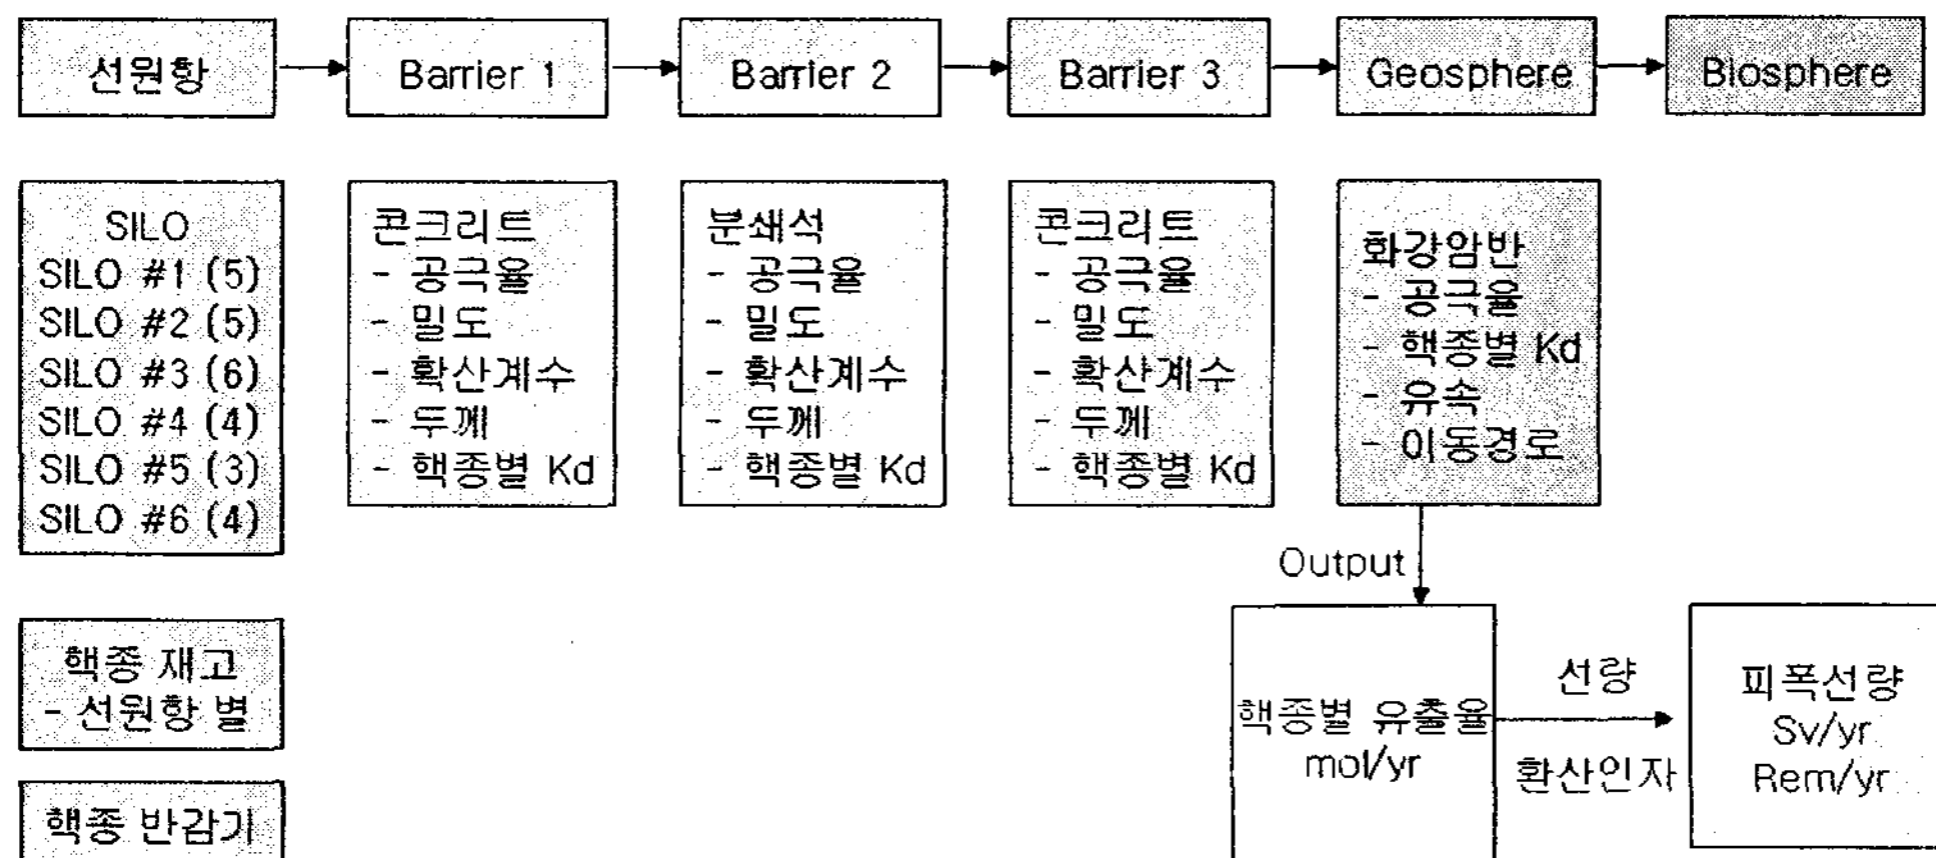 선원항
Barrier 1
Barrier 2
Barrier 3
Geosphere
Biosphere
SILO
SILO #1 (5)
SILO #2 (5)
SILO #3 (6)
SILO #4 (4)
SILO #5 (3)
SILO #6 (4)
콘크리트
- 공극율
- 밀도
- 확산계수
- 두께
- 핵종별 Kd
분쇄석
- 공극율
- 밀도
- 확산계수
- 두께
- 핵종별 Kd
콘크리트
- 공극율
- 밀도
- 확산계수
- 두께
- 핵종별 Kd
화강암반
- 공극율
- 핵종별 Kd
- 유속
- 이동경로
Output
핵종 재고
- 선원항 별
핵종 반감기
핵종별 유출율
mol/yr
선량
환산인자
피폭선량
Sv/yr
Rem/yr